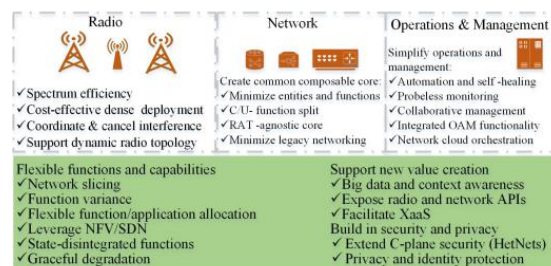 Radio
✓Spectrum efficiency
✓Cost-effective dense deployment
✓Coordinate & cancel interference
✓Support dynamic radio topology
Network
Create common composable core:
✓Minimize entities and functions
✓C/U- function split
✓RAT -agnostic core
✓Minimize legacy networking
Operations & Management
Simplify operations and
management:
✓Automation and self -healing
✓Probeless monitoring
✓Collaborative management
✓Integrated OAM functionality
✓Network cloud orchestration
Flexible functions and capabilities
✓Network slicing
✓Function variance
✓Flexible function/application allocation
✓Leverage NFV/SDN
✓State-disintegrated functions
✓Graceful degradation
Support new value creation
✓Big data and context awareness
✓Expose radio and network APIs
✓Facilitate XaaS
Build in security and privacy
✓Extend C-plane security (HetNets)
✓Privacy and identity protection